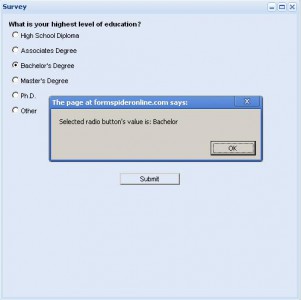 Survey
What is your highest level of education?
High School Diploma
Associates Degree
Bachelor's Degree
Master's Degree
Ph.D.
Other
The page at formspideronline.com says:
Selected radio button's value is: Bachelor
OK
Submit